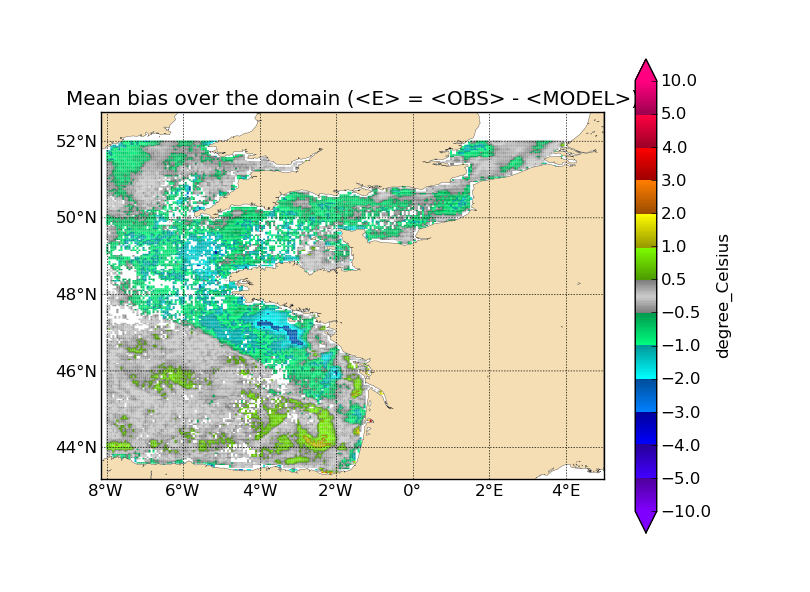 Mean bias over the domain (<E> = <OBS> - <MODEL>)
52°N
50°N
48°N
46°N
44°N
8°W 6°W 4°W 2°W 0° 2°E 4°E
10.0
5.0
4.0
3.0
2.0
1.0
0.5
−0.5
−1.0
−2.0
−3.0
−4.0
−5.0
−10.0
degree_Celsius